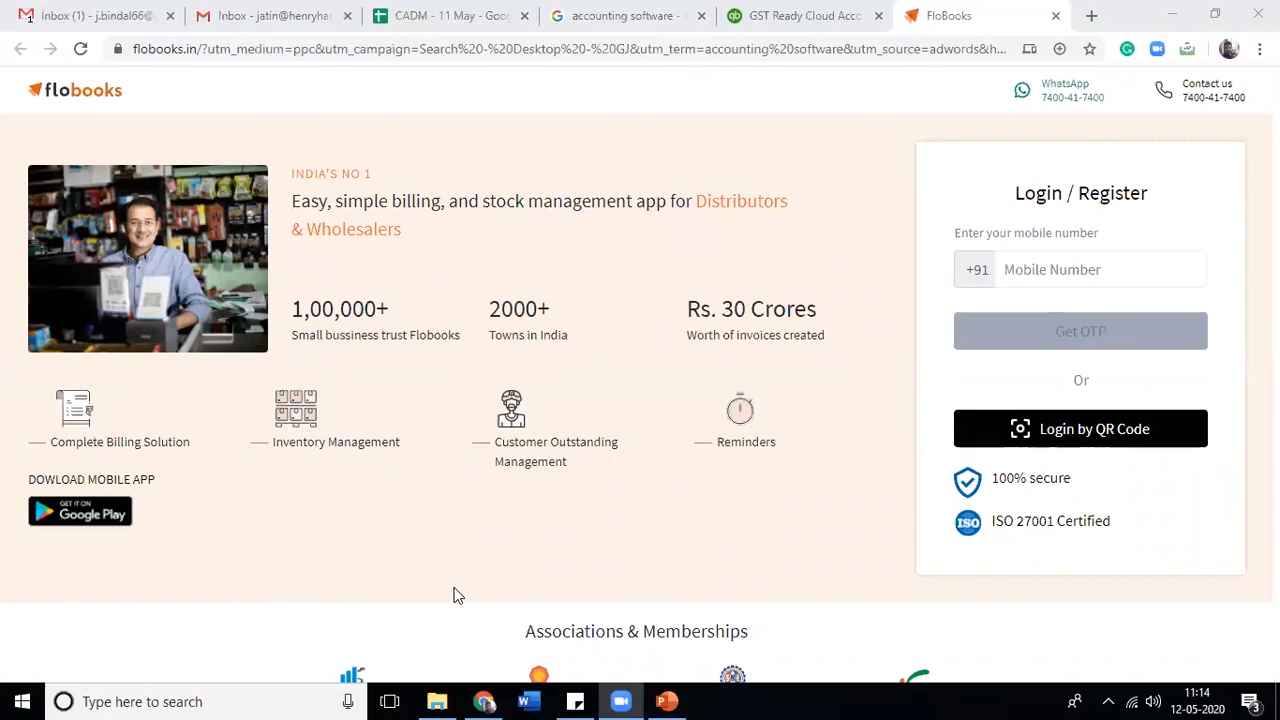 Inbox (1) - j.bindal66@
Inbox - jatin@henryhar
CADM - 11 May - Goog
accounting software -
GST Ready Cloud Acco
FloBooks
flobooks.in/?utm_medium=ppc&utm_campaign=Search%20-%20Desktop%20-%20GJ&utm_term=accounting%20software&utm_source=adwords&h...
flobooks
WhatsApp
7400-41-7400
Contact us
7400-41-7400
INDIA'S NO 1
Easy, simple billing, and stock management app for Distributors
& Wholesalers
1,00,000+
Small bussiness trust Flobooks
2000+
Towns in India
Rs. 30 Crores
Worth of invoices created
Complete Billing Solution
Inventory Management
Customer Outstanding
Management
Reminders
DOWLOAD MOBILE APP
GET IT ON
Google Play
Login / Register
Enter your mobile number
+91
Mobile Number
Get OTP
Or
Login by QR Code
100% secure
ISO
ISO 27001 Certified
Associations & Memberships
Type here to search
11:14
12-05-2020
3